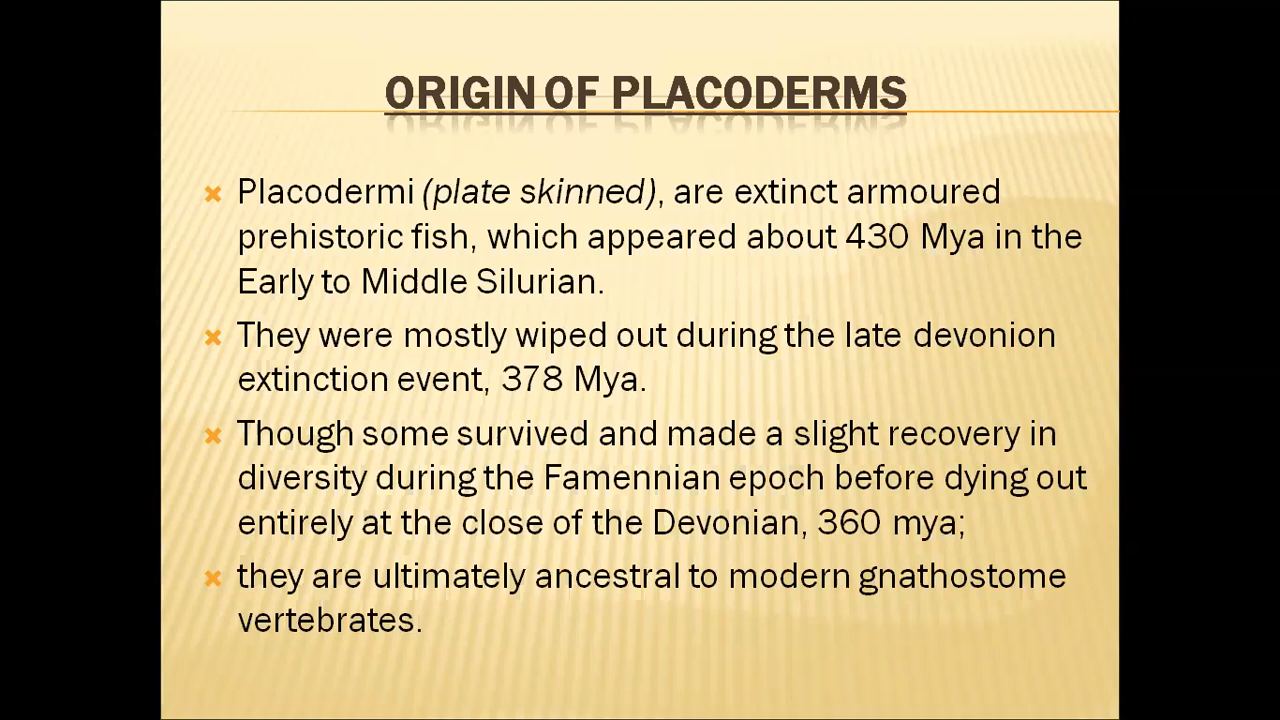 ORIGIN OF PLACODERMS
Placodermi (plate skinned), are extinct armoured
prehistoric fish, which appeared about 430 Mya in the
Early to Middle Silurian.
They were mostly wiped out during the late devonion
extinction event, 378 Mya.
Though some survived and made a slight recovery in
diversity during the Famennian epoch before dying out
entirely at the close of the Devonian, 360 mya;
they are ultimately ancestral to modern gnathostome
vertebrates.